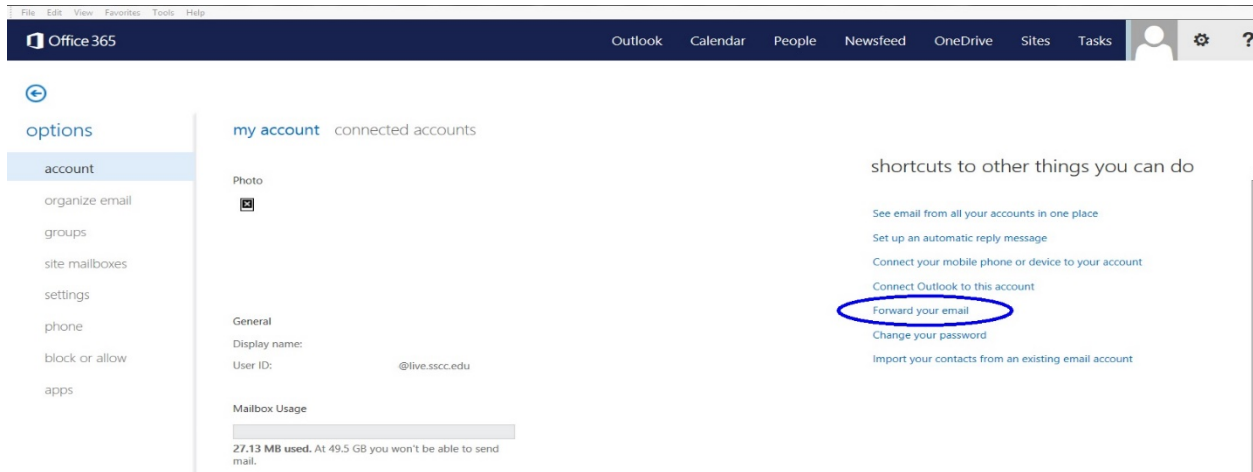 File Edit View Favorites Tools Help
Office 365
Outlook Calendar People Newsfeed OneDrive Sites Tasks ?
options
account
organize email
groups
site mailboxes
settings
phone
block or allow
apps
my account connected accounts
Photo
General
Display name:
User ID: @live.sscc.edu
Mailbox Usage
27.13 MB used. At 49.5 GB you won't be able to send
mail.
shortcuts to other things you can do
See email from all your accounts in one place
Set up an automatic reply message
Connect your mobile phone or device to your account
Connect Outlook to this account
Forward your email
Change your password
Import your contacts from an existing email account